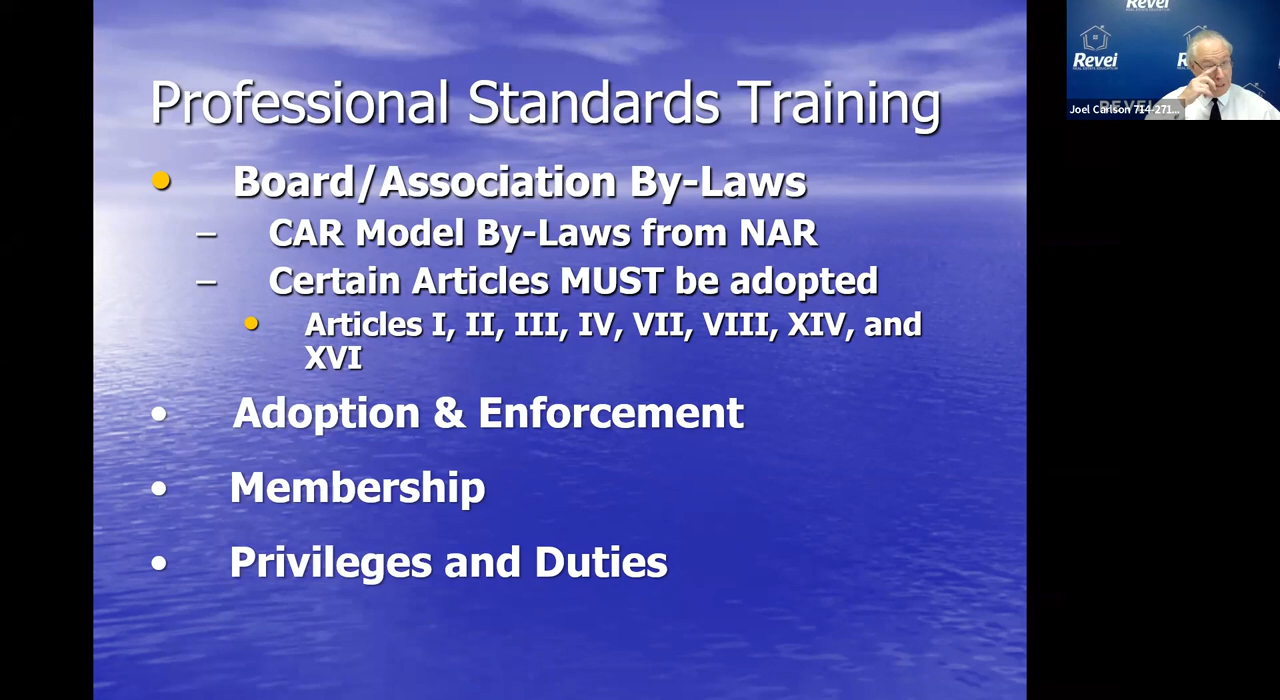 Professional Standards Training
• Board/Association By-Laws
– CAR Model By-Laws from NAR
– Certain Articles MUST be adopted
• Articles I, II, III, IV, VII, VIII, XIV, and
XVI
• Adoption & Enforcement
• Membership
• Privileges and Duties
Revei
Revei
Joel Carlson 714-271...